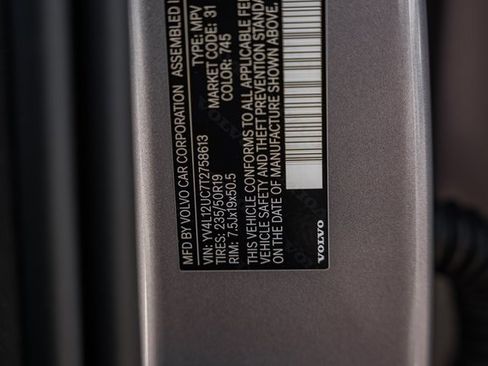 MFD BY VOLVO CAR CORPORATION ASSEMBLED I
VIN: YV4L12UC7T2758613 TYPE: MPV
TIRES: 235/50R19 MARKET CODE: 31
RIM: 7.5Jx19x50.5 COLOR: 745
THIS VEHICLE CONFORMS TO ALL APPLICABLE FE
VEHICLE SAFETY AND THEFT PREVENTION STANDA
ON THE DATE OF MANUFACTURE SHOWN ABOVE.
VOLVO